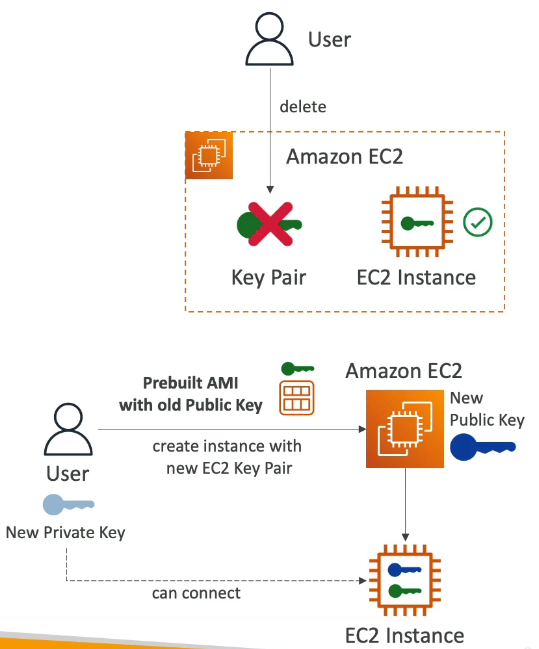 User
delete
Amazon EC2
Key Pair
EC2 Instance
Prebuilt AMI
with old Public Key
Amazon EC2
New
Public Key
create instance with
new EC2 Key Pair
User
New Private Key
can connect
EC2 Instance